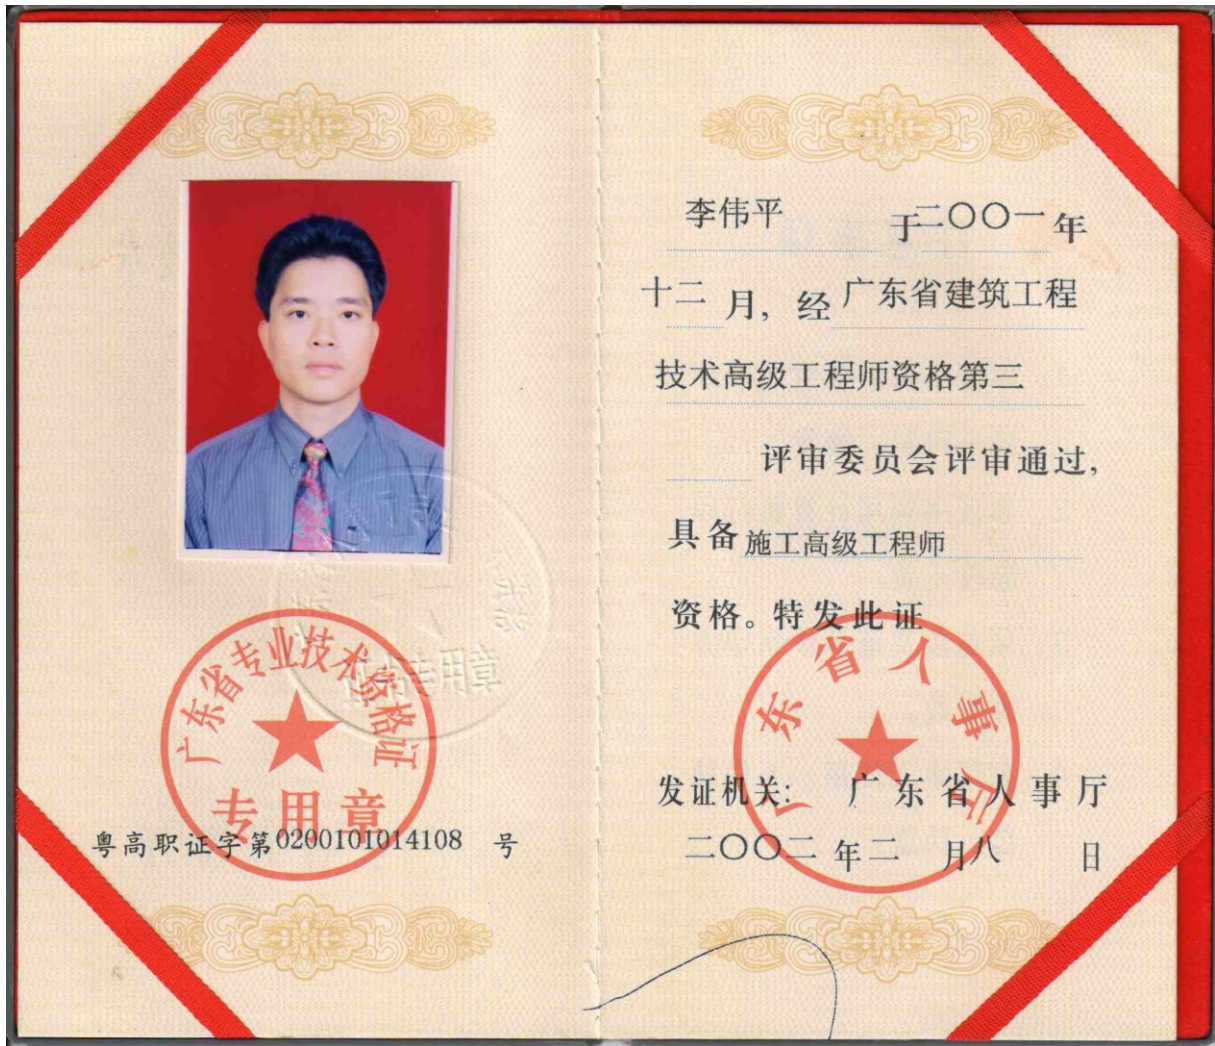 广东省专业技术资格证
专用章
粤高职证字第0200101014108 号
李伟平 于二〇〇一年
十二月，经广东省建筑工程
技术高级工程师资格第三
评审委员会评审通过，
具备施工高级工程师
资格。特发此证
广东省人事厅
发证机关： 广东省人事厅
二〇〇二年二月八日